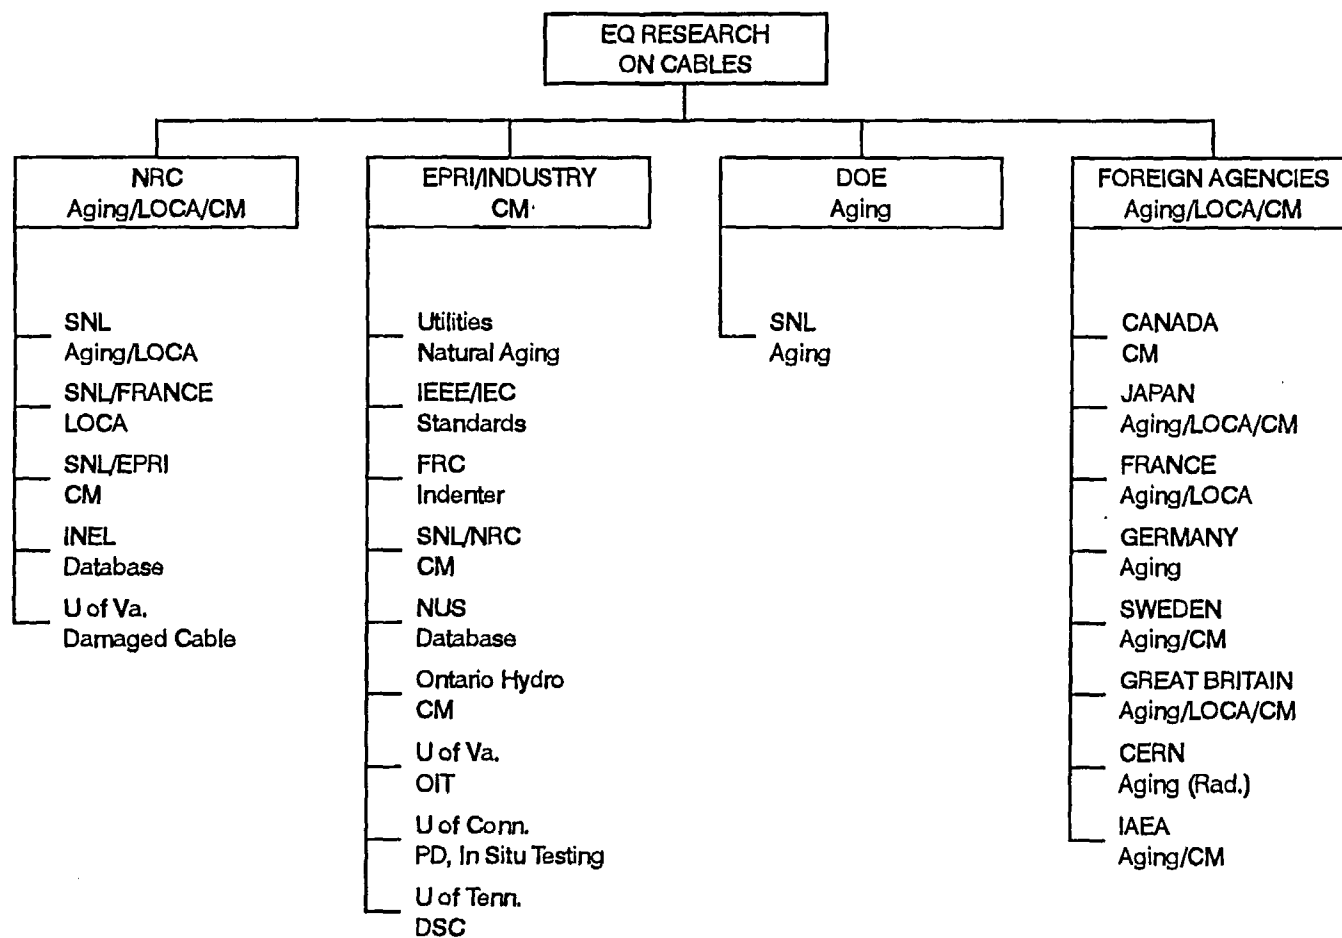 EQ RESEARCH
ON CABLES
NRC
Aging/LOCA/CM
EPRI/INDUSTRY
CM
DOE
Aging
FOREIGN AGENCIES
Aging/LOCA/CM
SNL
Aging/LOCA
SNL/FRANCE
LOCA
SNL/EPRI
CM
INEL
Database
U of Va.
Damaged Cable
Utilities
Natural Aging
IEEE/IEC
Standards
FRC
Indenter
SNL/NRC
CM
NUS
Database
Ontario Hydro
CM
U of Va.
OIT
U of Conn.
PD, In Situ Testing
U of Tenn.
DSC
SNL
Aging
CANADA
CM
JAPAN
Aging/LOCA/CM
FRANCE
Aging/LOCA
GERMANY
Aging
SWEDEN
Aging/CM
GREAT BRITAIN
Aging/LOCA/CM
CERN
Aging (Rad.)
IAEA
Aging/CM